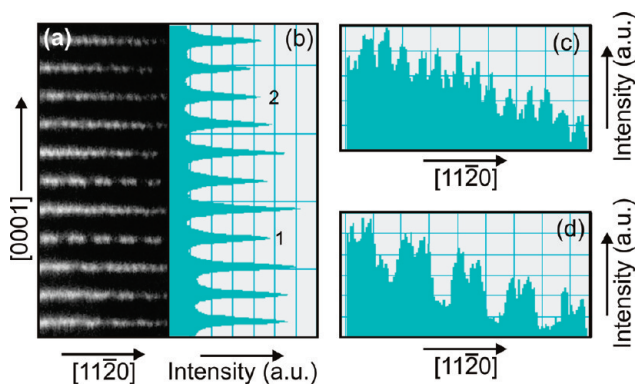 (a)
(b)
(c)
(d)
2
1
[0001]
[112̅0]
Intensity (a.u.)
[112̅0]
Intensity (a.u.)
[112̅0]
Intensity (a.u.)